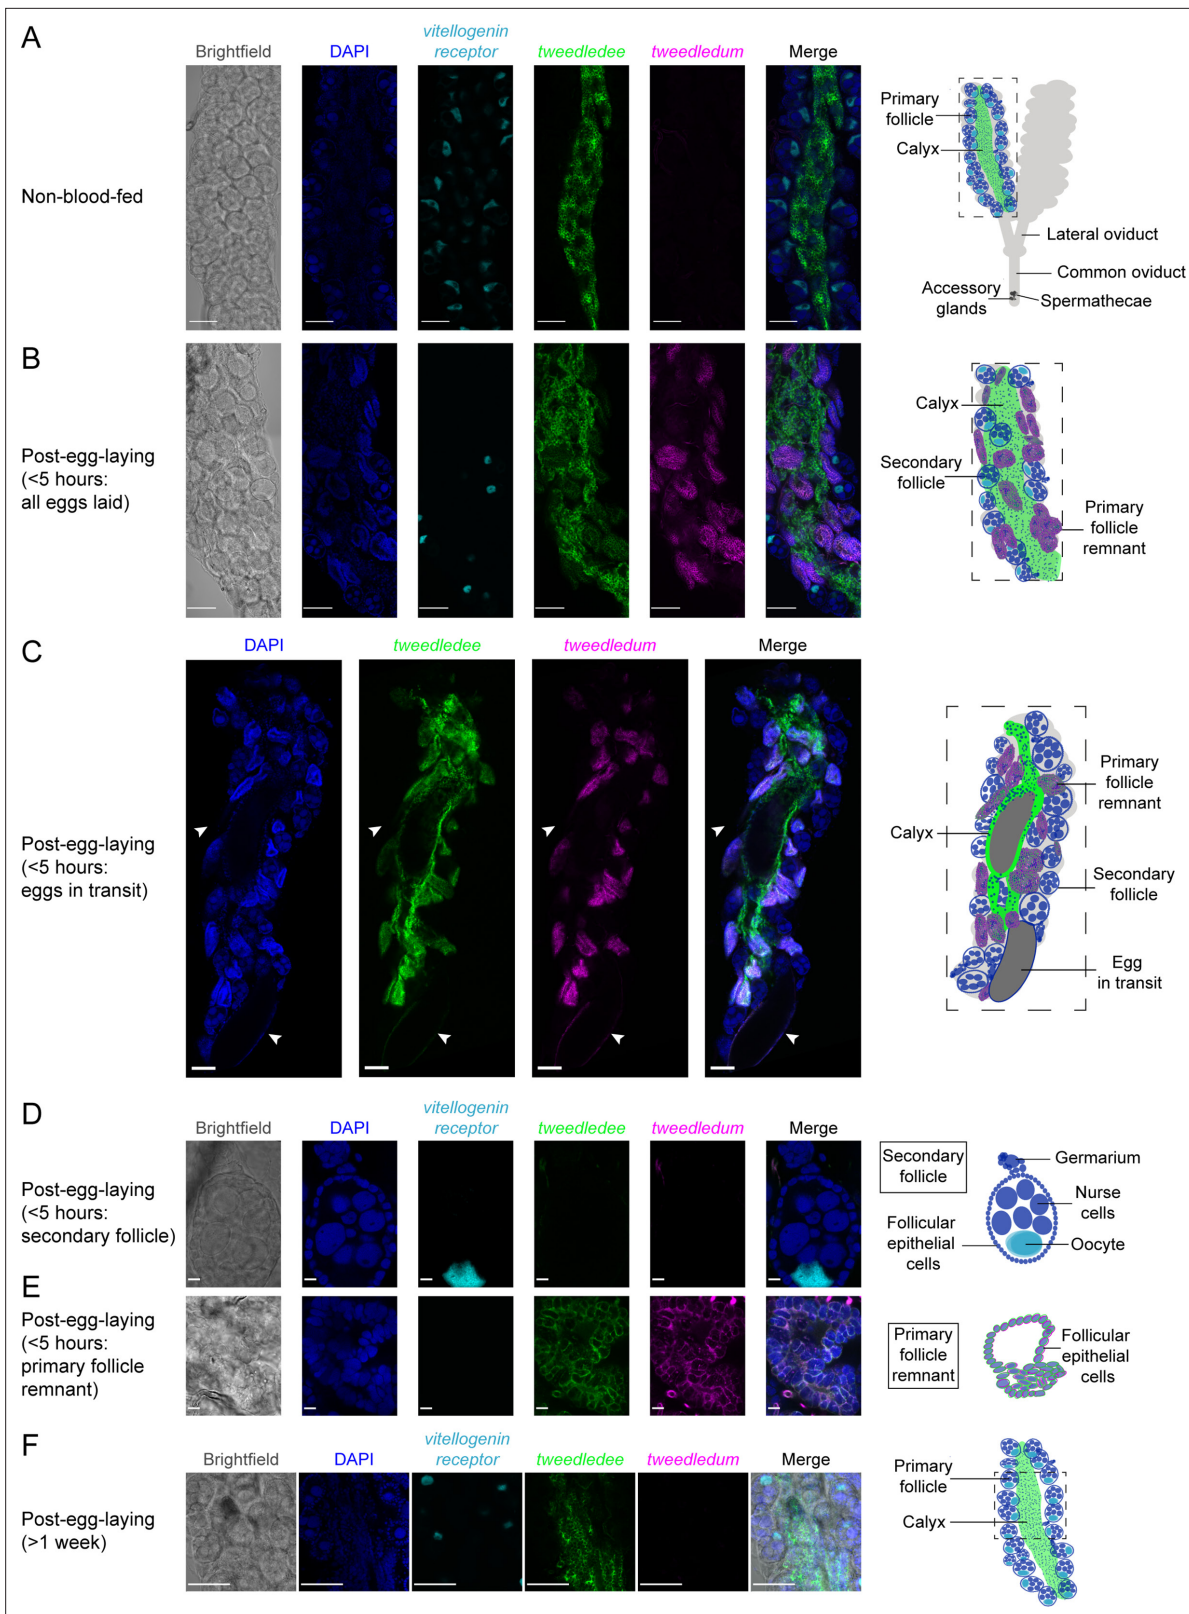 A
Brightfield
DAPI
vitellogenin
receptor
tweedledee
tweedledum
Merge
Non-blood-fed
Primary
follicle
Calyx
Lateral oviduct
Common oviduct
Accessory
glands
Spermathecae
B
Post-egg-laying
(<5 hours:
all eggs laid)
Calyx
Secondary
follicle
Primary
follicle
remnant
C
DAPI
tweedledee
tweedledum
Merge
Post-egg-laying
(<5 hours:
eggs in transit)
Primary
follicle
remnant
Calyx
Secondary
follicle
Egg
in transit
D
Brightfield
DAPI
vitellogenin
receptor
tweedledee
tweedledum
Merge
Post-egg-laying
(<5 hours:
secondary follicle)
Secondary
follicle
Germarium
Nurse
cells
Follicular
epithelial
cells
Oocyte
E
Post-egg-laying
(<5 hours:
primary follicle
remnant)
Primary
follicle
remnant
Follicular
epithelial
cells
F
Brightfield
DAPI
vitellogenin
receptor
tweedledee
tweedledum
Merge
Post-egg-laying
(>1 week)
Primary
follicle
Calyx